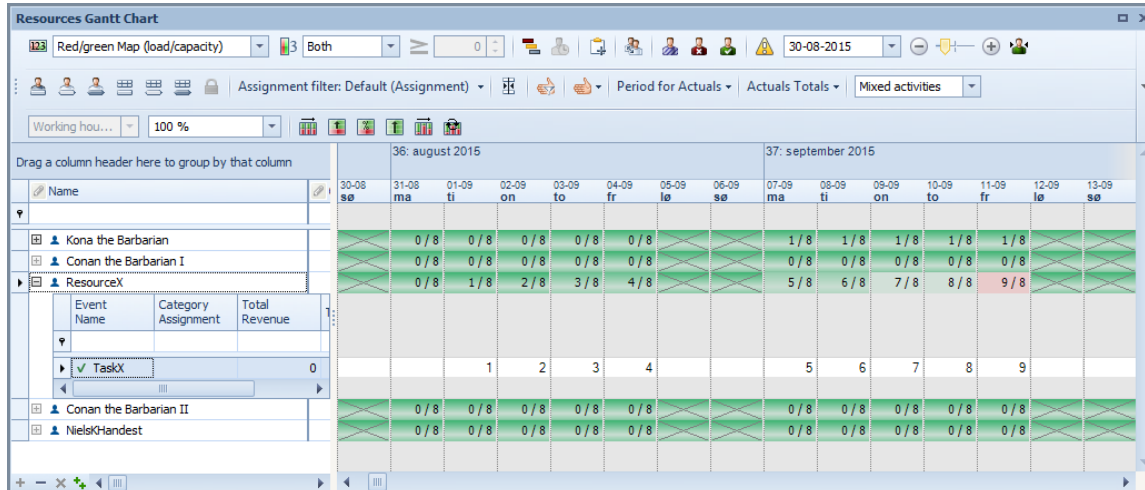 Resources Gantt Chart
123 Red/green Map (load/capacity) 3 Both 0 30-08-2015
Assignment filter: Default (Assignment) Period for Actuals Actuals Totals Mixed activities
Working hou... 100 %
Drag a column header here to group by that column 36: august 2015 37: september 2015
Name 30-08 31-08 01-09 02-09 03-09 04-09 05-09 06-09 07-09 08-09 09-09 10-09 11-09 12-09 13-09
sø ma ti on to fr lø sø ma ti on to fr lø sø
Kona the Barbarian 0 / 8 0 / 8 0 / 8 0 / 8 0 / 8 1 / 8 1 / 8 1 / 8 1 / 8 1 / 8
Conan the Barbarian I 0 / 8 0 / 8 0 / 8 0 / 8 0 / 8 0 / 8 0 / 8 0 / 8 0 / 8 0 / 8
ResourceX 0 / 8 1 / 8 2 / 8 3 / 8 4 / 8 5 / 8 6 / 8 7 / 8 8 / 8 9 / 8
Event Category Total
Name Assignment Revenue
TaskX 0 1 2 3 4 5 6 7 8 9
Conan the Barbarian II 0 / 8 0 / 8 0 / 8 0 / 8 0 / 8 0 / 8 0 / 8 0 / 8 0 / 8 0 / 8
NielsKHandest 0 / 8 0 / 8 0 / 8 0 / 8 0 / 8 0 / 8 0 / 8 0 / 8 0 / 8 0 / 8